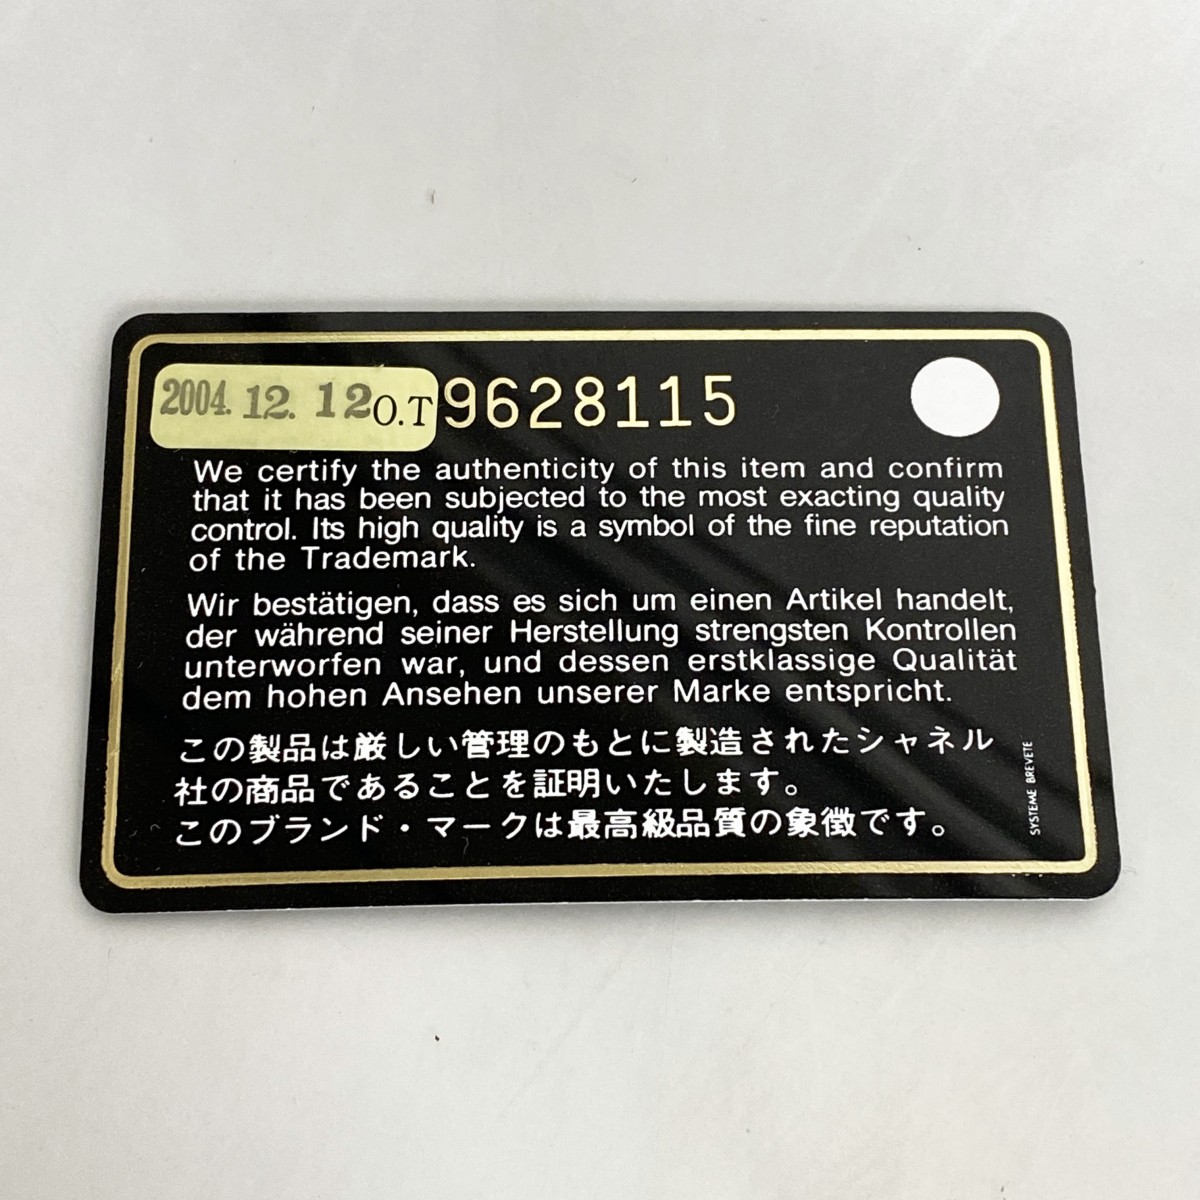 2004. 12. 12 O.T 9628115
We certify the authenticity of this item and confirm
that it has been subjected to the most exacting quality
control. Its high quality is a symbol of the fine reputation
of the Trademark.
Wir bestätigen, dass es sich um einen Artikel handelt,
der während seiner Herstellung strengsten Kontrollen
unterworfen war, und dessen erstklassige Qualität
dem hohen Ansehen unserer Marke entspricht.
この製品は厳しい管理のもとに製造されたシャネル
社の商品であることを証明いたします。
このブランド・マークは最高級品質の象徴です。
SYSTEME BREVETE